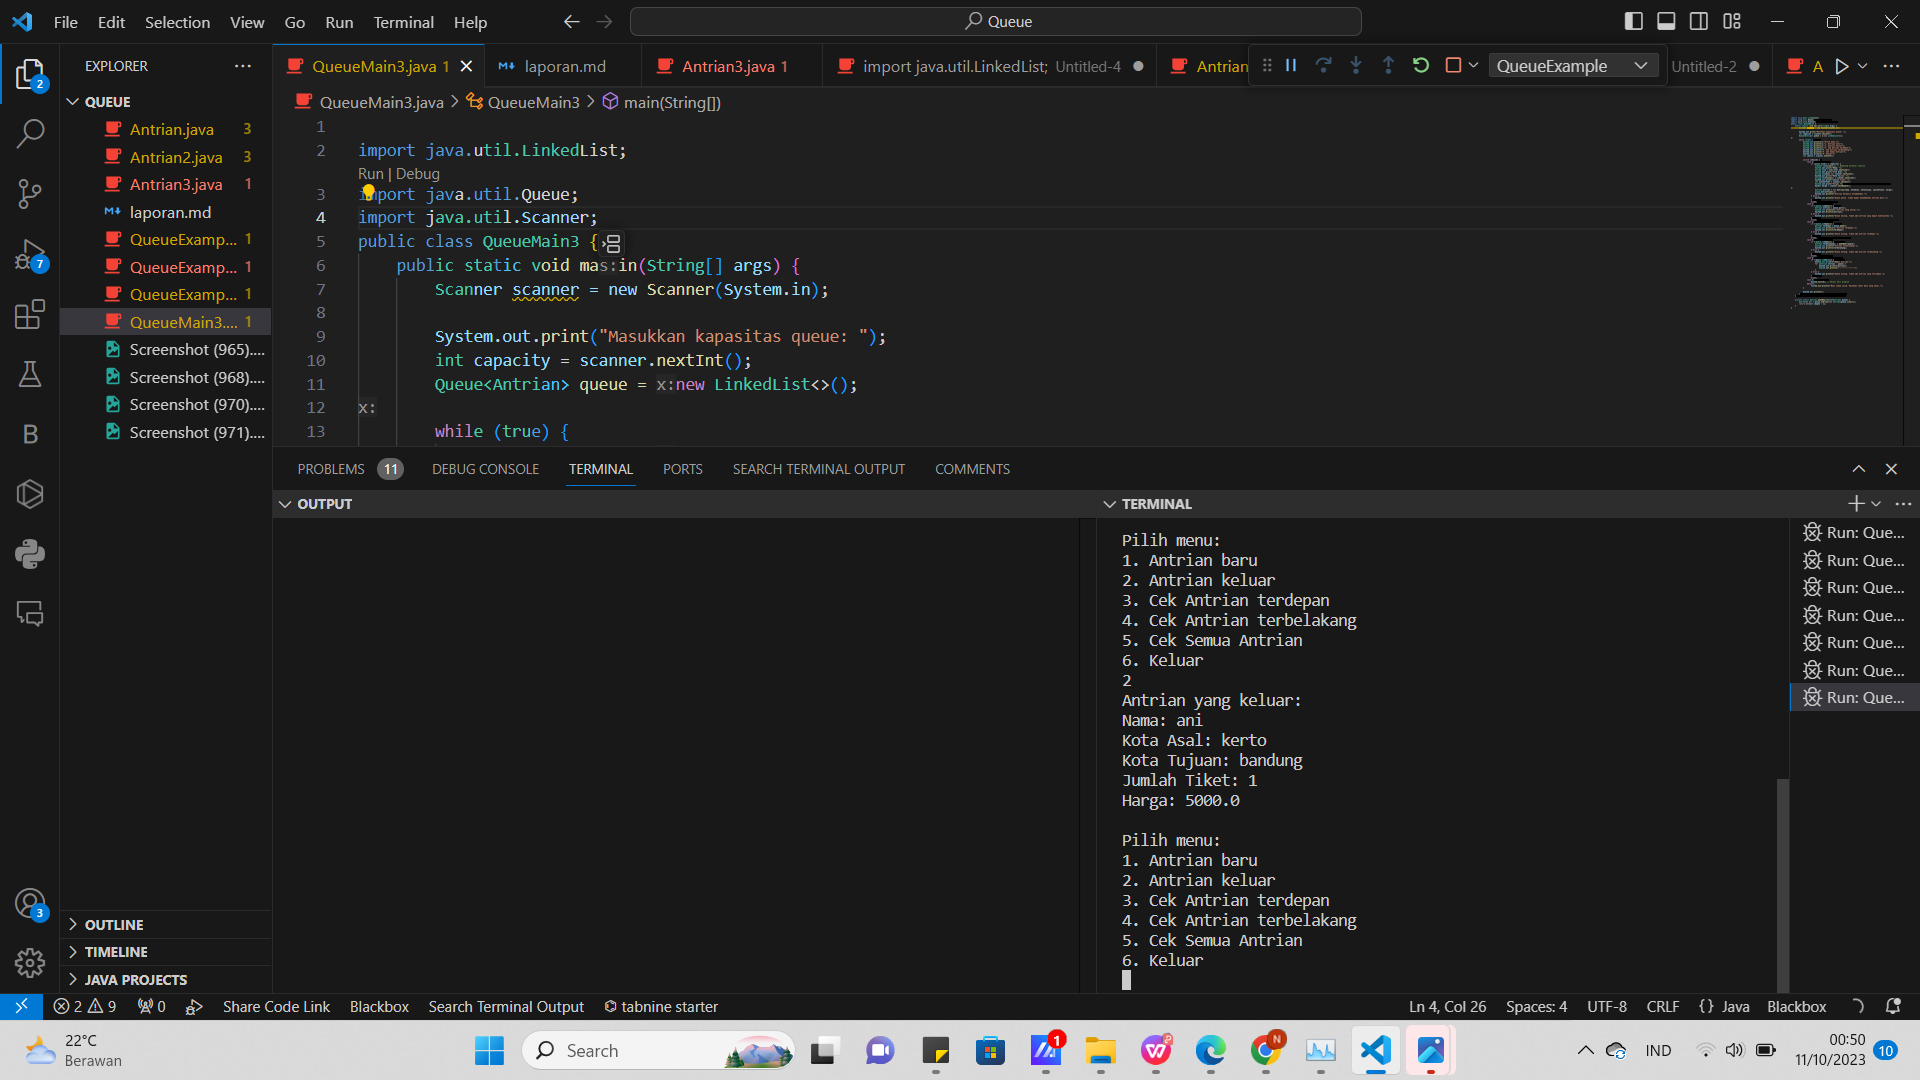 File Edit Selection View Go Run Terminal Help
Queue
EXPLORER
QueueMain3.java 1
laporan.md
Antrian3.java 1
import java.util.LinkedList; Untitled-4
Antrian
QueueExample
Untitled-2
A
QUEUE
Antrian.java 3
Antrian2.java 3
Antrian3.java 1
laporan.md
QueueExamp... 1
QueueExamp... 1
QueueExamp... 1
QueueMain3.... 1
Screenshot (965)....
Screenshot (968)....
Screenshot (970)....
Screenshot (971)....
OUTLINE
TIMELINE
JAVA PROJECTS
2
7
B
3
QueueMain3.java > QueueMain3 > main(String[])
1
2 import java.util.LinkedList;
Run | Debug
3 import java.util.Queue;
4 import java.util.Scanner;
5 public class QueueMain3 {
6 public static void mas:in(String[] args) {
7 Scanner scanner = new Scanner(System.in);
8
9 System.out.print("Masukkan kapasitas queue: ");
10 int capacity = scanner.nextInt();
11 Queue<Antrian> queue = x:new LinkedList<>();
12 x:
13 while (true) {
PROBLEMS 11 DEBUG CONSOLE TERMINAL PORTS SEARCH TERMINAL OUTPUT COMMENTS
OUTPUT
TERMINAL
Pilih menu:
1. Antrian baru
2. Antrian keluar
3. Cek Antrian terdepan
4. Cek Antrian terbelakang
5. Cek Semua Antrian
6. Keluar
2
Antrian yang keluar:
Nama: ani
Kota Asal: kerto
Kota Tujuan: bandung
Jumlah Tiket: 1
Harga: 5000.0
Pilih menu:
1. Antrian baru
2. Antrian keluar
3. Cek Antrian terdepan
4. Cek Antrian terbelakang
5. Cek Semua Antrian
6. Keluar
Run: Que...
Run: Que...
Run: Que...
Run: Que...
Run: Que...
Run: Que...
Run: Que...
2 9 0 Share Code Link Blackbox Search Terminal Output tabnine starter
Ln 4, Col 26 Spaces: 4 UTF-8 CRLF {} Java Blackbox
22°C
Berawan
Search
1
N
IND
00:50
11/10/2023
10